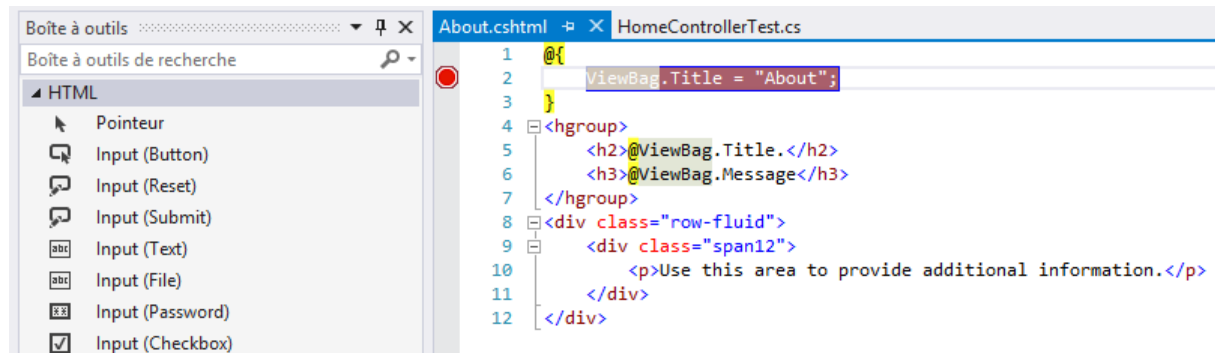 Boîte à outils
Boîte à outils de recherche
HTML
Pointeur
Input (Button)
Input (Reset)
Input (Submit)
Input (Text)
Input (File)
Input (Password)
Input (Checkbox)
About.cshtml HomeControllerTest.cs
1 @{
2 ViewBag.Title = "About";
3 }
4 <hgroup>
5 <h2>@ViewBag.Title.</h2>
6 <h3>@ViewBag.Message</h3>
7 </hgroup>
8 <div class="row-fluid">
9 <div class="span12">
10 <p>Use this area to provide additional information.</p>
11 </div>
12 </div>